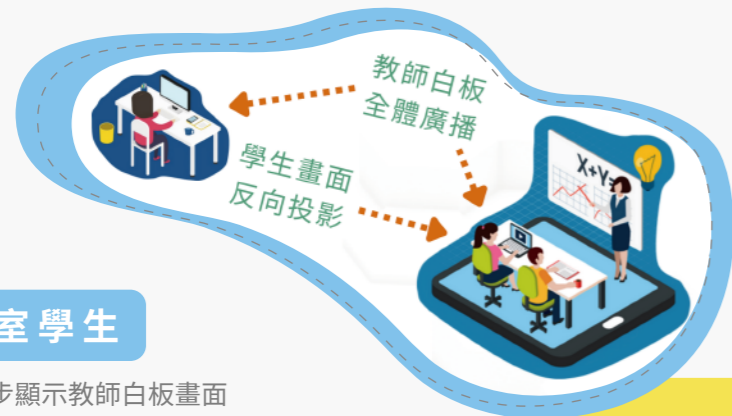 教師白板
全體廣播
學生畫面
反向投影
X+Y=
室學生
步顯示教師白板畫面